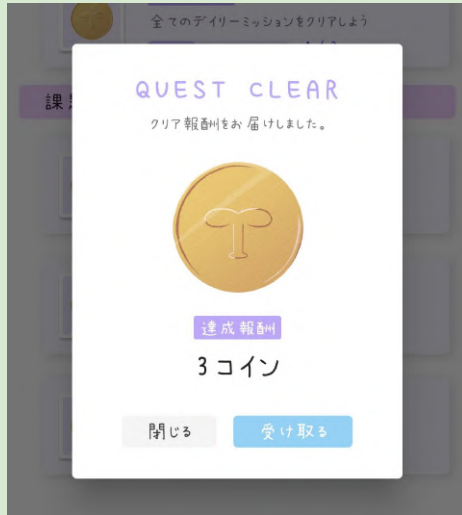 全てのデイリーミッションをクリアしよう
課
QUEST CLEAR
クリア報酬をお届けしました。
達成報酬
3コイン
閉じる 受け取る